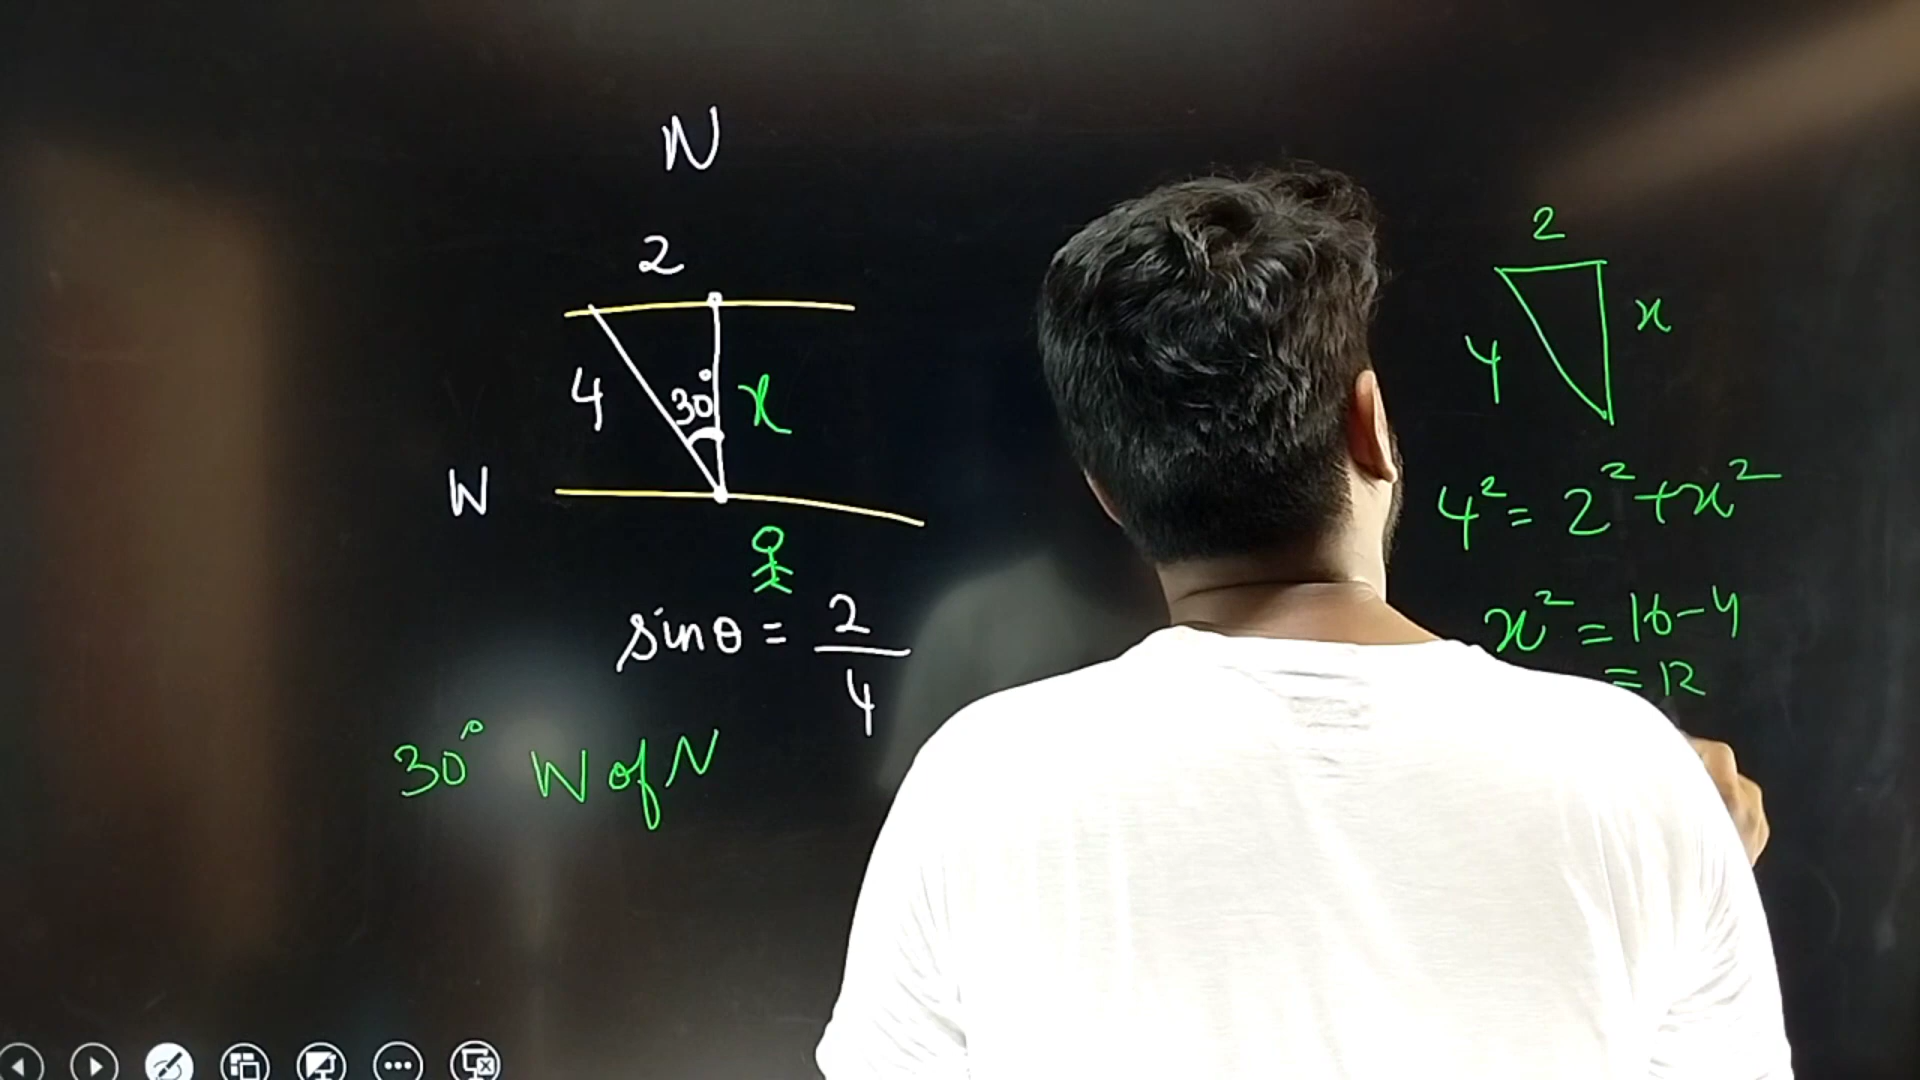 N
2
4 30° x
W
sinθ = 2/4
30° W of N
2
4 x
4² = 2² + x²
x² = 16 - 4
= 12